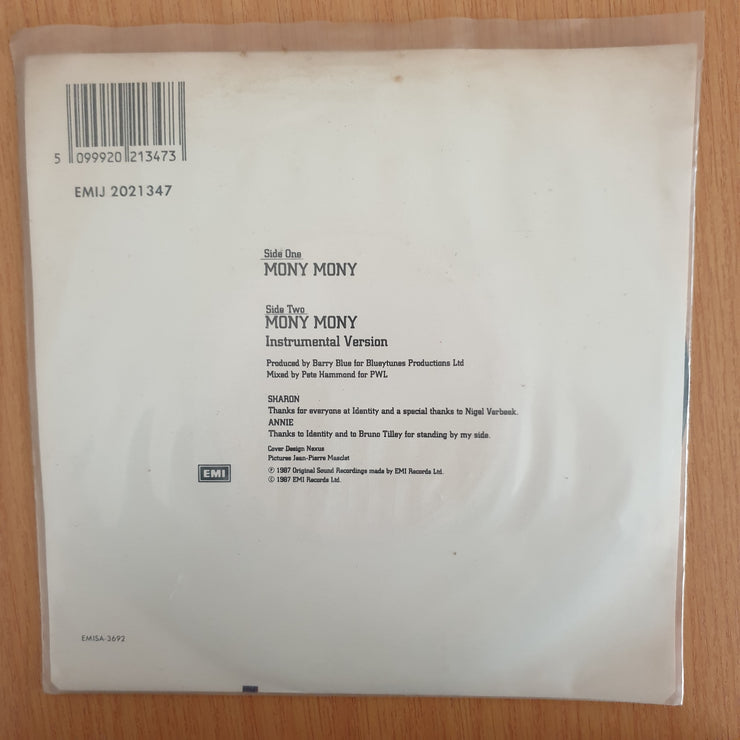 5 099920 213473
EMIJ 2021347
Side One
MONY MONY
Side Two
MONY MONY
Instrumental Version
Produced by Barry Blue for Blueytunes Productions Ltd
Mixed by Pete Hammond for PWL
SHARON
Thanks for everyone at Identity and a special thanks to Nigel Verbeek.
ANNIE
Thanks to Identity and to Bruno Tilley for standing by my side.
Cover Design Nexus
Pictures Jean-Pierre Masclet
℗ 1987 Original Sound Recordings made by EMI Records Ltd.
© 1987 EMI Records Ltd.
EMI
EMISA-3692